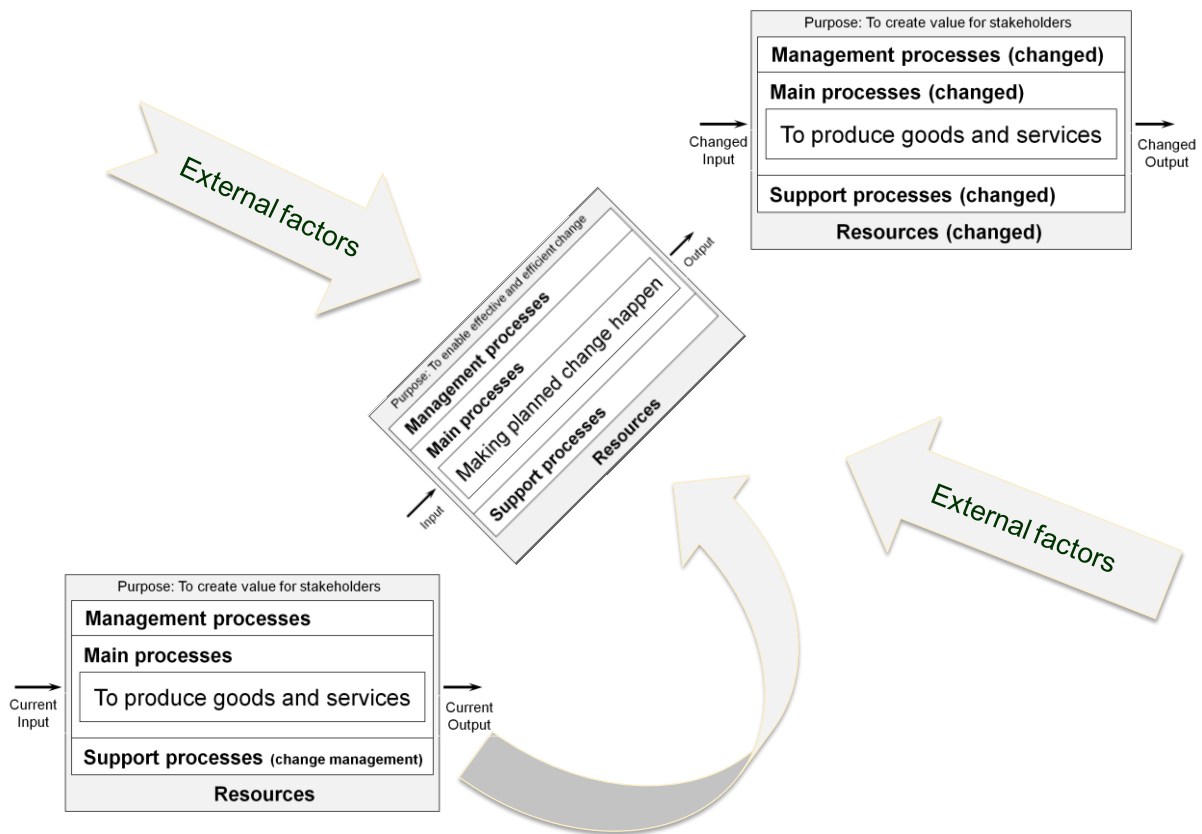 Purpose: To create value for stakeholders
Management processes (changed)
Main processes (changed)
To produce goods and services
Support processes (changed)
Resources (changed)
Changed
Input
Changed
Output
External factors
Purpose: To enable effective and efficient change
Management processes
Main processes
Making planned change happen
Support processes
Resources
Input
Output
External factors
Purpose: To create value for stakeholders
Management processes
Main processes
To produce goods and services
Support processes (change management)
Resources
Current
Input
Current
Output